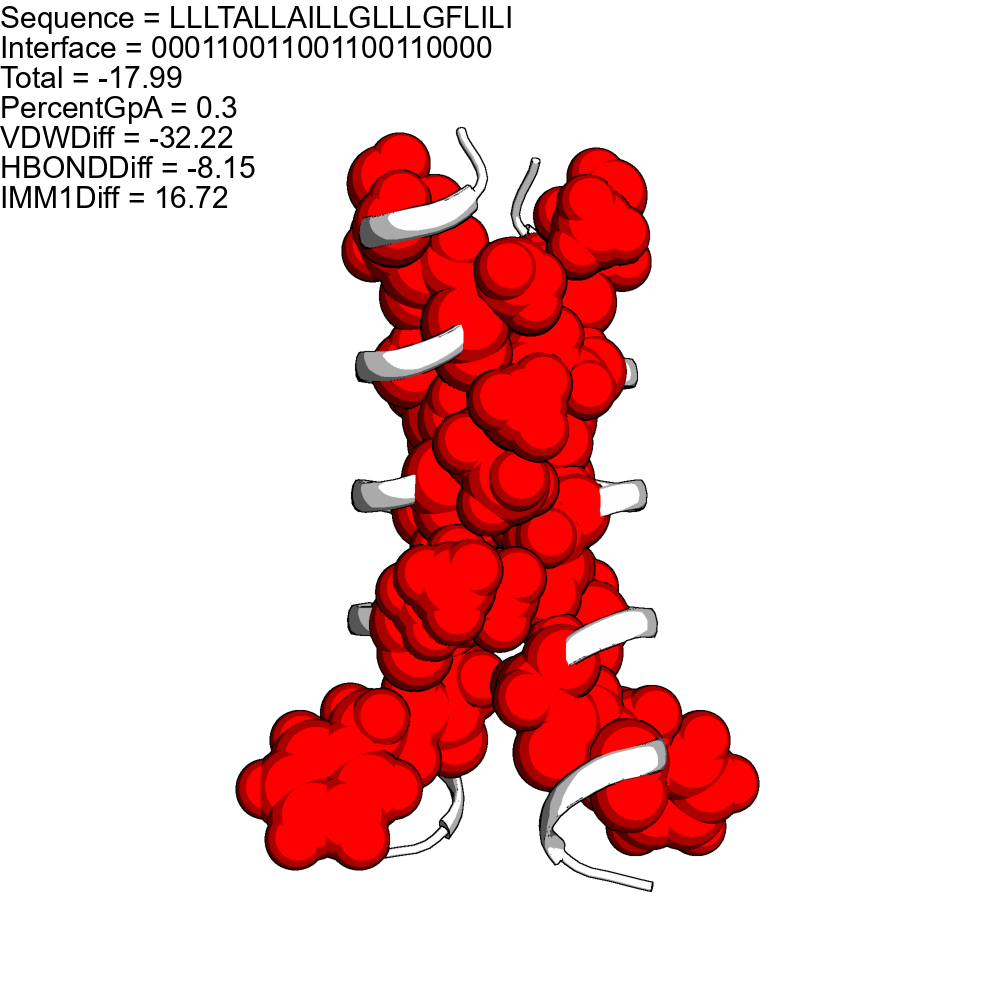 Sequence = LLLTALLAILLGLLLGFLILI
Interface = 000110011001100110000
Total = -17.99
PercentGpA = 0.3
VDWDiff = -32.22
HBONDDiff = -8.15
IMM1Diff = 16.72